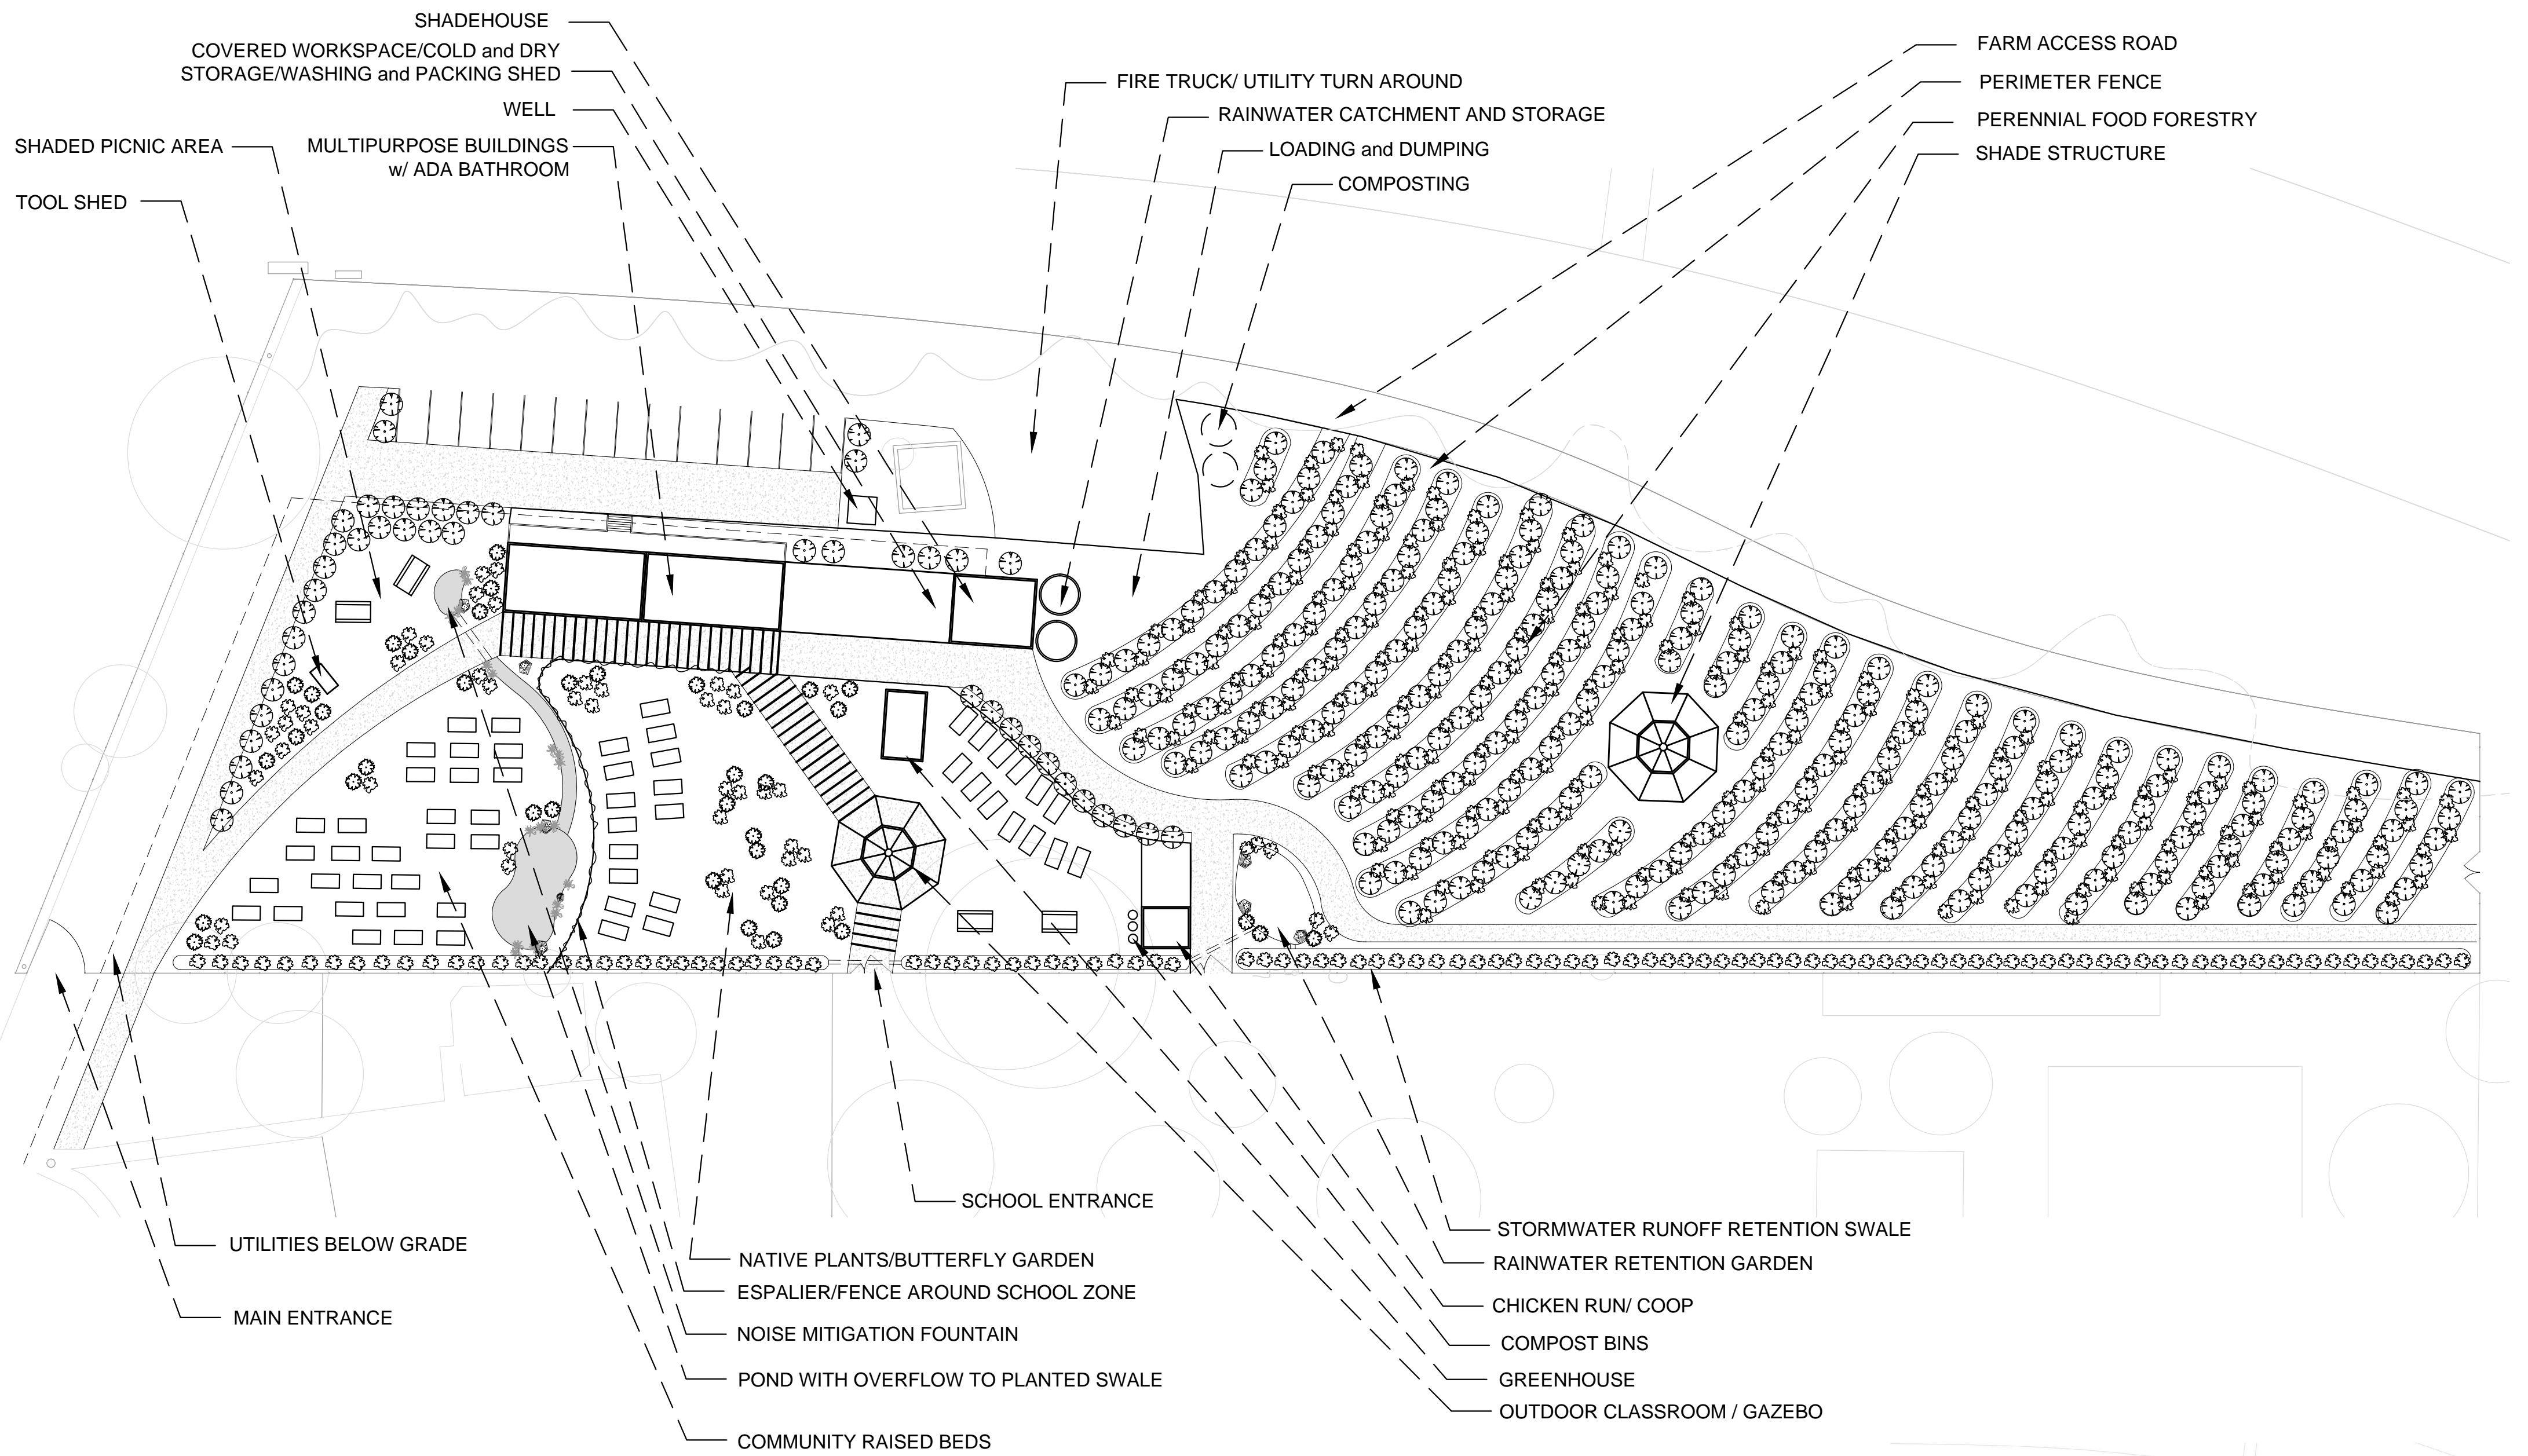 SHADEHOUSE
COVERED WORKSPACE/COLD and DRY
STORAGE/WASHING and PACKING SHED
WELL
MULTIPURPOSE BUILDINGS
w/ ADA BATHROOM
SHADED PICNIC AREA
TOOL SHED
FIRE TRUCK/ UTILITY TURN AROUND
RAINWATER CATCHMENT AND STORAGE
LOADING and DUMPING
COMPOSTING
FARM ACCESS ROAD
PERIMETER FENCE
PERENNIAL FOOD FORESTRY
SHADE STRUCTURE
UTILITIES BELOW GRADE
MAIN ENTRANCE
SCHOOL ENTRANCE
NATIVE PLANTS/BUTTERFLY GARDEN
ESPALIER/FENCE AROUND SCHOOL ZONE
NOISE MITIGATION FOUNTAIN
POND WITH OVERFLOW TO PLANTED SWALE
COMMUNITY RAISED BEDS
STORMWATER RUNOFF RETENTION SWALE
RAINWATER RETENTION GARDEN
CHICKEN RUN/ COOP
COMPOST BINS
GREENHOUSE
OUTDOOR CLASSROOM / GAZEBO